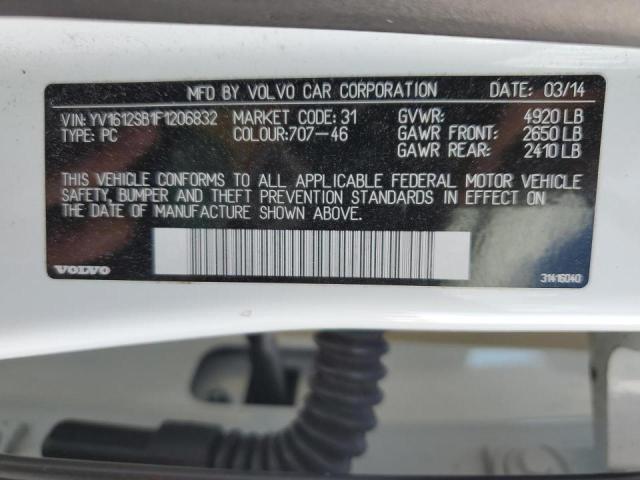 MFD BY VOLVO CAR CORPORATION DATE: 03/14
VIN: YV1612SB1F1206832 MARKET CODE: 31 GVWR: 4920 LB
TYPE: PC COLOUR:707-46 GAWR FRONT: 2650 LB
GAWR REAR: 2410 LB
THIS VEHICLE CONFORMS TO ALL APPLICABLE FEDERAL MOTOR VEHICLE
SAFETY, BUMPER AND THEFT PREVENTION STANDARDS IN EFFECT ON
THE DATE OF MANUFACTURE SHOWN ABOVE.
VOLVO 31416040